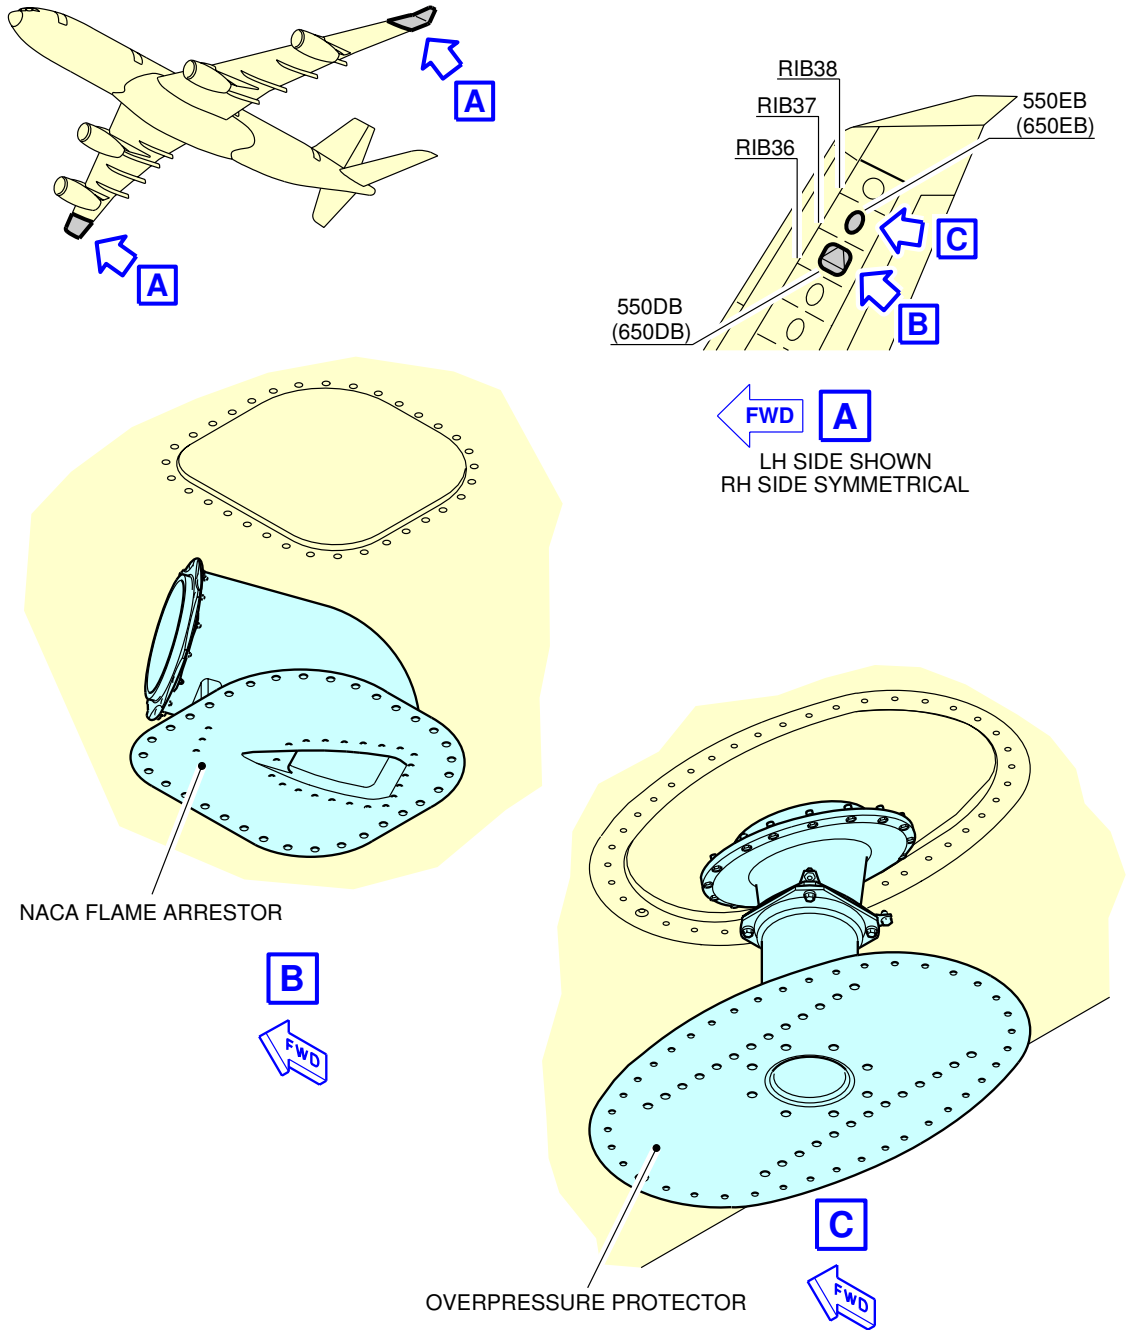 A
A
RIB38
RIB37
RIB36
550EB
(650EB)
C
B
550DB
(650DB)
FWD
A
LH SIDE SHOWN
RH SIDE SYMMETRICAL
NACA FLAME ARRESTOR
B
FWD
C
OVERPRESSURE PROTECTOR
FWD